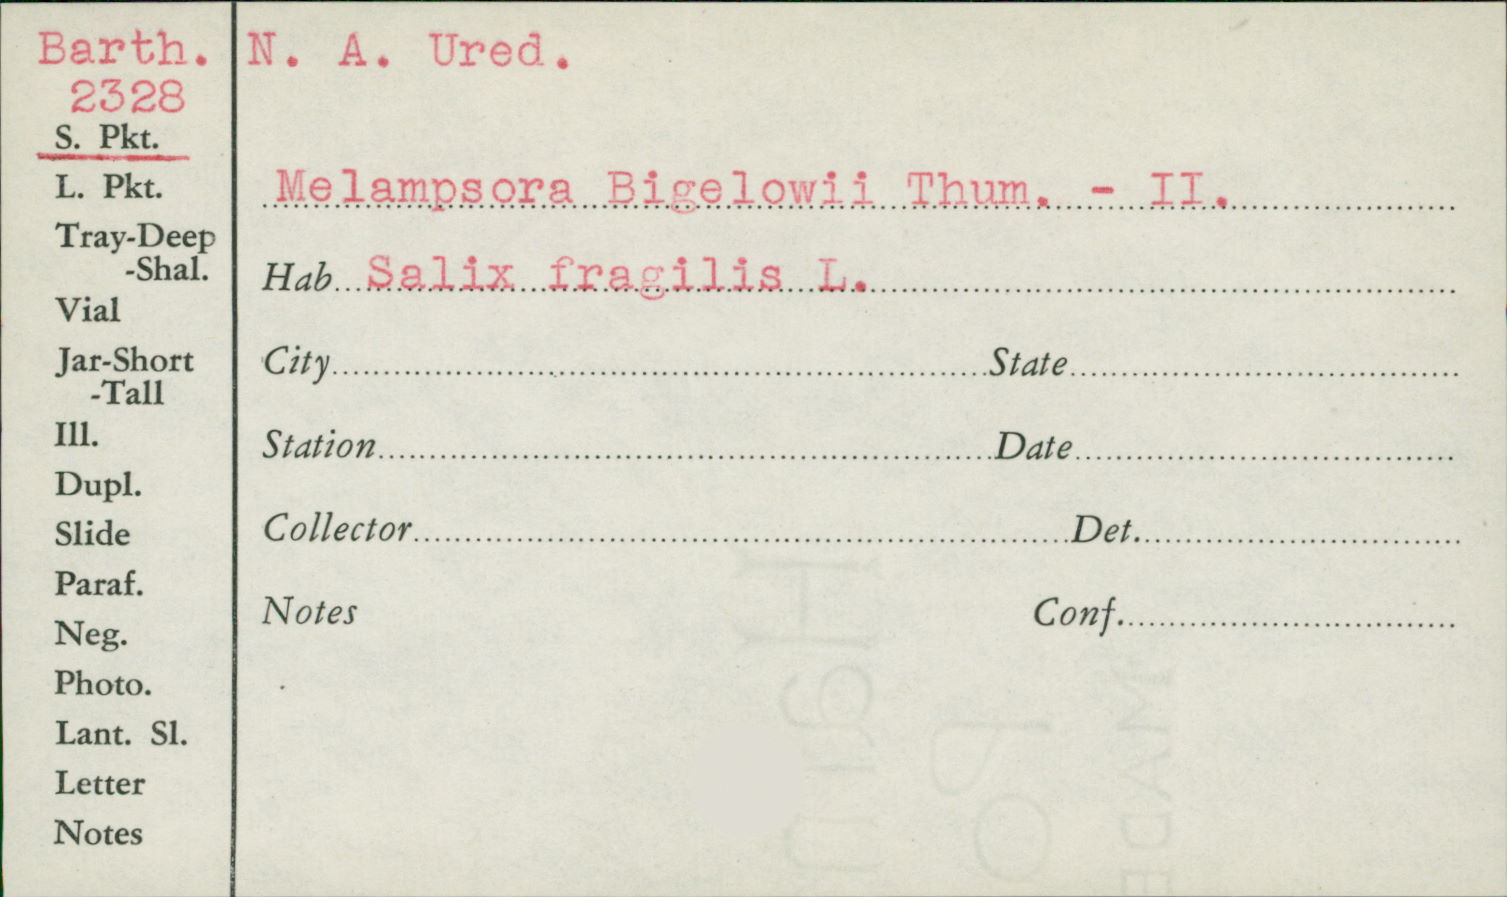 Barth. N. A. Ured.
2328
S. Pkt.
L. Pkt.
Tray-Deep
-Shal.
Vial
Jar-Short
-Tall
Ill.
Dupl.
Slide
Paraf.
Neg.
Photo.
Lant. Sl.
Letter
Notes
Melampsora Bigelowii Thum. - II.
Hab. Salix fragilis L.
City State
Station Date
Collector Det.
Notes Conf.